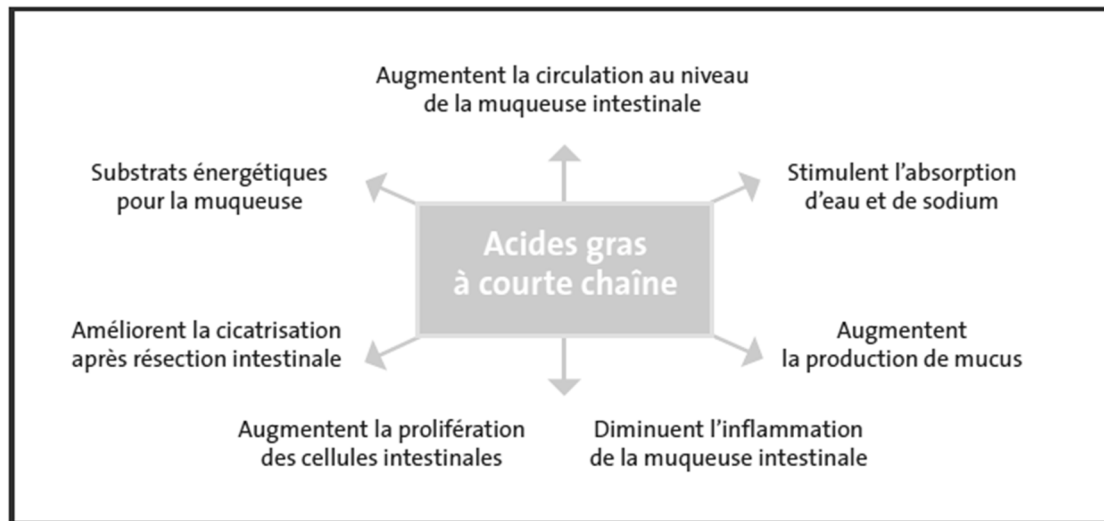 Augmentent la circulation au niveau
de la muqueuse intestinale
Substrats énergétiques
pour la muqueuse
Stimulent l’absorption
d’eau et de sodium
Acides gras
à courte chaîne
Améliorent la cicatrisation
après résection intestinale
Augmentent
la production de mucus
Augmentent la prolifération
des cellules intestinales
Diminuent l’inflammation
de la muqueuse intestinale